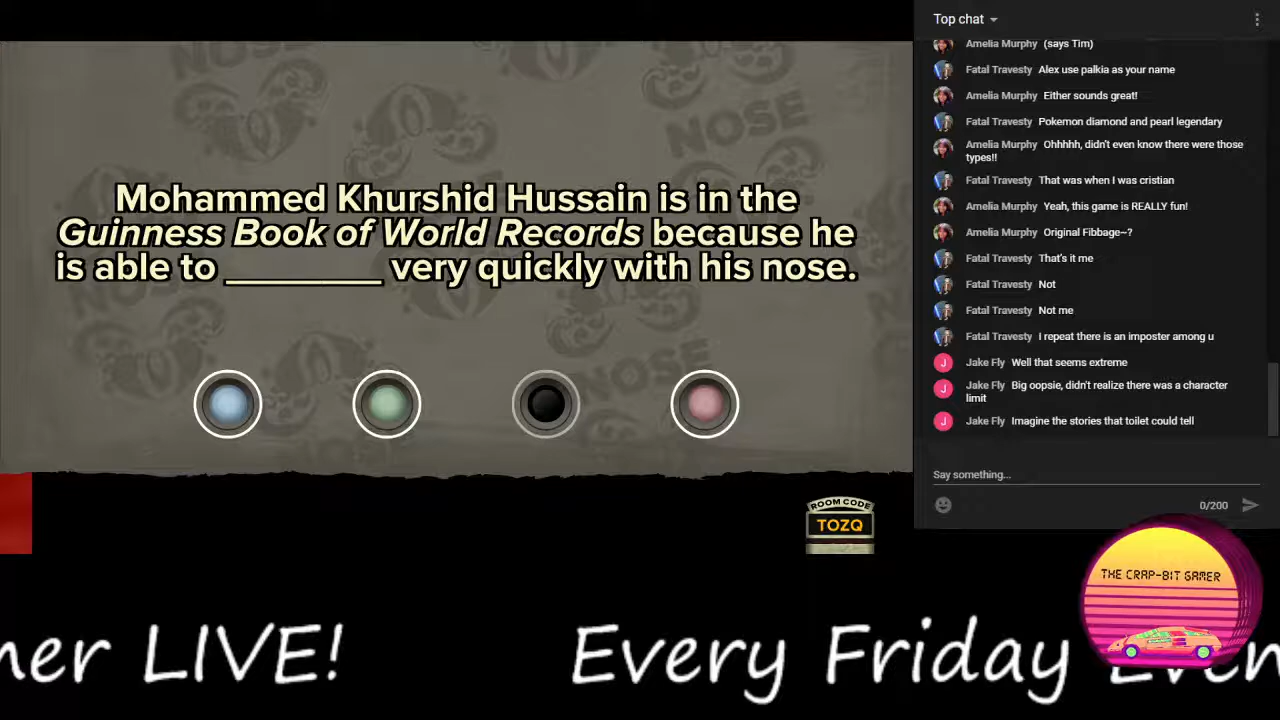 Mohammed Khurshid Hussain is in the
Guinness Book of World Records because he
is able to ________ very quickly with his nose.
NOSE
NOSE
NOSE
NOSE
ROOM CODE
TOZQ
Top chat
Amelia Murphy (says Tim)
Fatal Travesty Alex use palkia as your name
Amelia Murphy Either sounds great!
Fatal Travesty Pokemon diamond and pearl legendary
Amelia Murphy Ohhhhh, didn't even know there were those
types!!
Fatal Travesty That was when I was cristian
Amelia Murphy Yeah, this game is REALLY fun!
Amelia Murphy Original Fibbage--?
Fatal Travesty That's it me
Fatal Travesty Not
Fatal Travesty Not me
Fatal Travesty I repeat there is an imposter among u
J Jake Fly Well that seems extreme
J Jake Fly Big oopsie, didn't realize there was a character
limit
J Jake Fly Imagine the stories that toilet could tell
Say something...
0/200
THE CRAP-BIT GAMER
ner LIVE! Every Friday Even